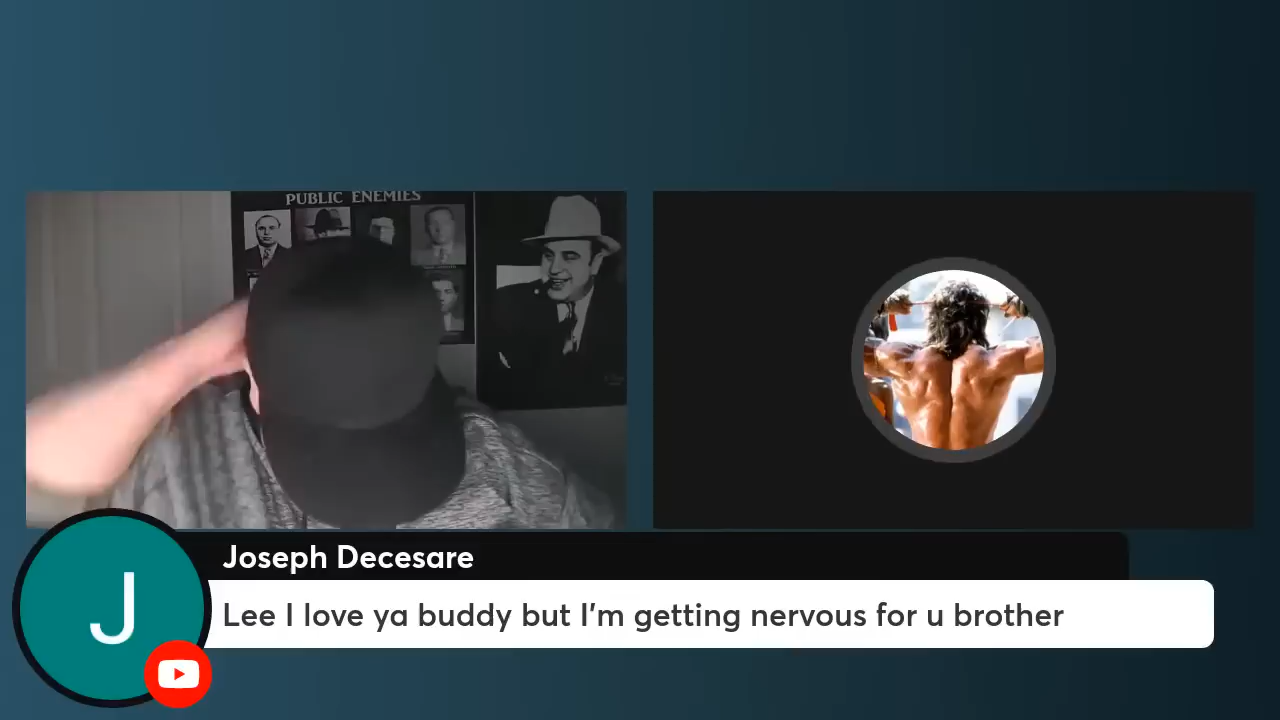 PUBLIC ENEMIES
J
Joseph Decesare
Lee I love ya buddy but I'm getting nervous for u brother